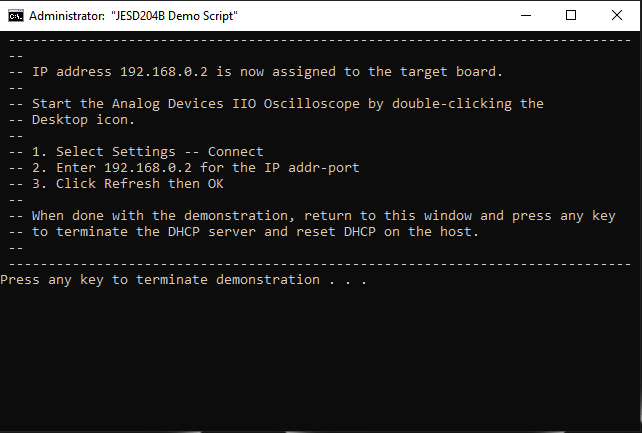 Administrator: "JESD204B Demo Script"
-------------------------------------------------------------------------------
--
-- IP address 192.168.0.2 is now assigned to the target board.
--
-- Start the Analog Devices IIO Oscilloscope by double-clicking the
-- Desktop icon.
--
-- 1. Select Settings -- Connect
-- 2. Enter 192.168.0.2 for the IP addr-port
-- 3. Click Refresh then OK
--
-- When done with the demonstration, return to this window and press any key
-- to terminate the DHCP server and reset DHCP on the host.
--
-------------------------------------------------------------------------------
Press any key to terminate demonstration . . .